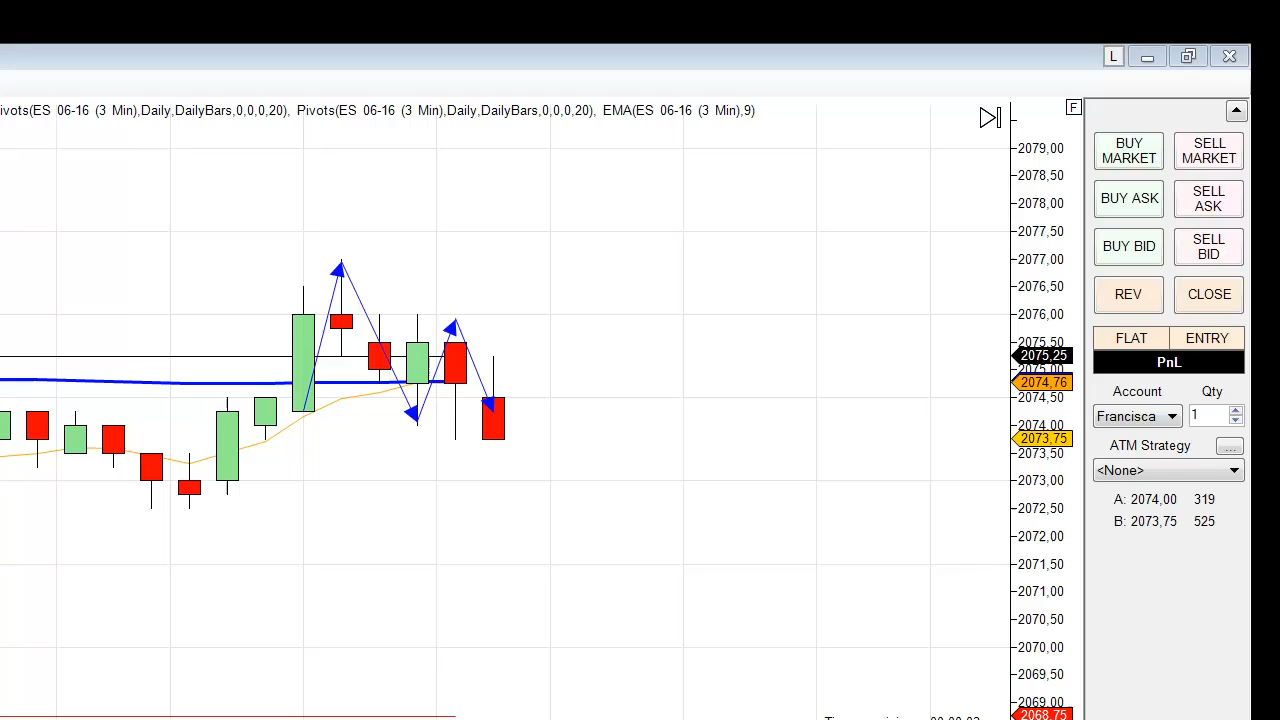 L
ivots(ES 06-16 (3 Min),Daily,DailyBars,0,0,0,20), Pivots(ES 06-16 (3 Min),Daily,DailyBars,0,0,0,20), EMA(ES 06-16 (3 Min),9)
F
2079,00
2078,50
2078,00
2077,50
2077,00
2076,50
2076,00
2075,50
2075,25
2075,00
2074,76
2074,50
2074,00
2073,75
2073,50
2073,00
2072,50
2072,00
2071,50
2071,00
2070,50
2070,00
2069,50
2069,00
2068,75
BUY MARKET
SELL MARKET
BUY ASK
SELL ASK
BUY BID
SELL BID
REV
CLOSE
FLAT
ENTRY
PnL
Account
Qty
Francisca
1
ATM Strategy
...
<None>
A: 2074,00 319
B: 2073,75 525